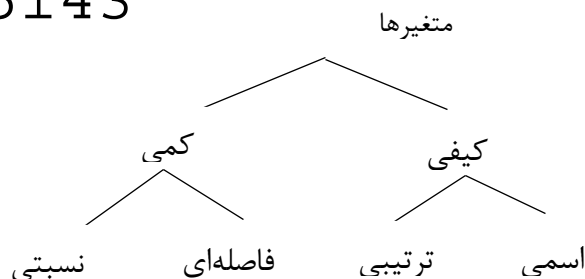 متغیرها
کیفی کمی
اسمی ترتیبی فاصله‌ای نسبتی